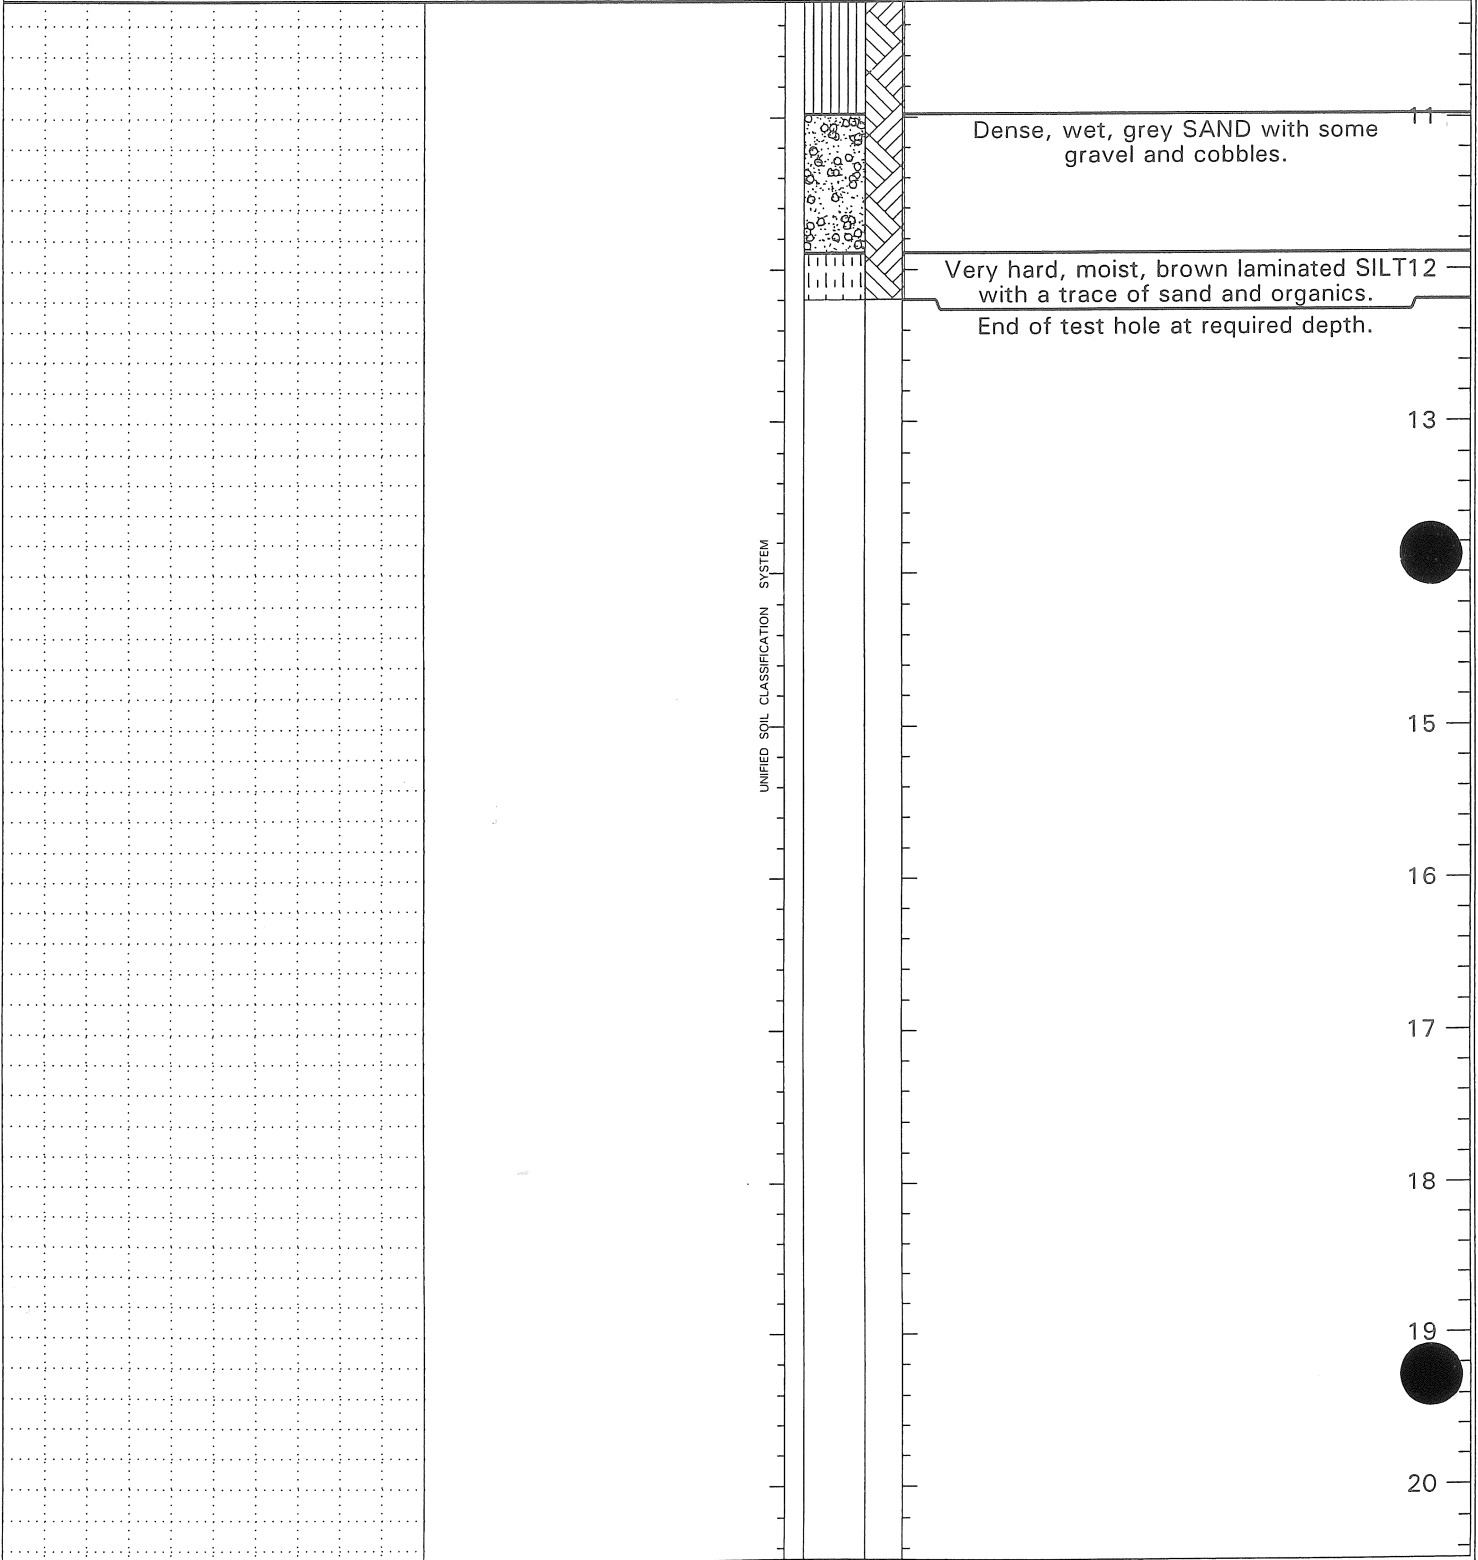 11
Dense, wet, grey SAND with some
gravel and cobbles.
Very hard, moist, brown laminated SILT12
with a trace of sand and organics.
End of test hole at required depth.
13
UNIFIED SOIL CLASSIFICATION SYSTEM
15
16
17
18
19
20